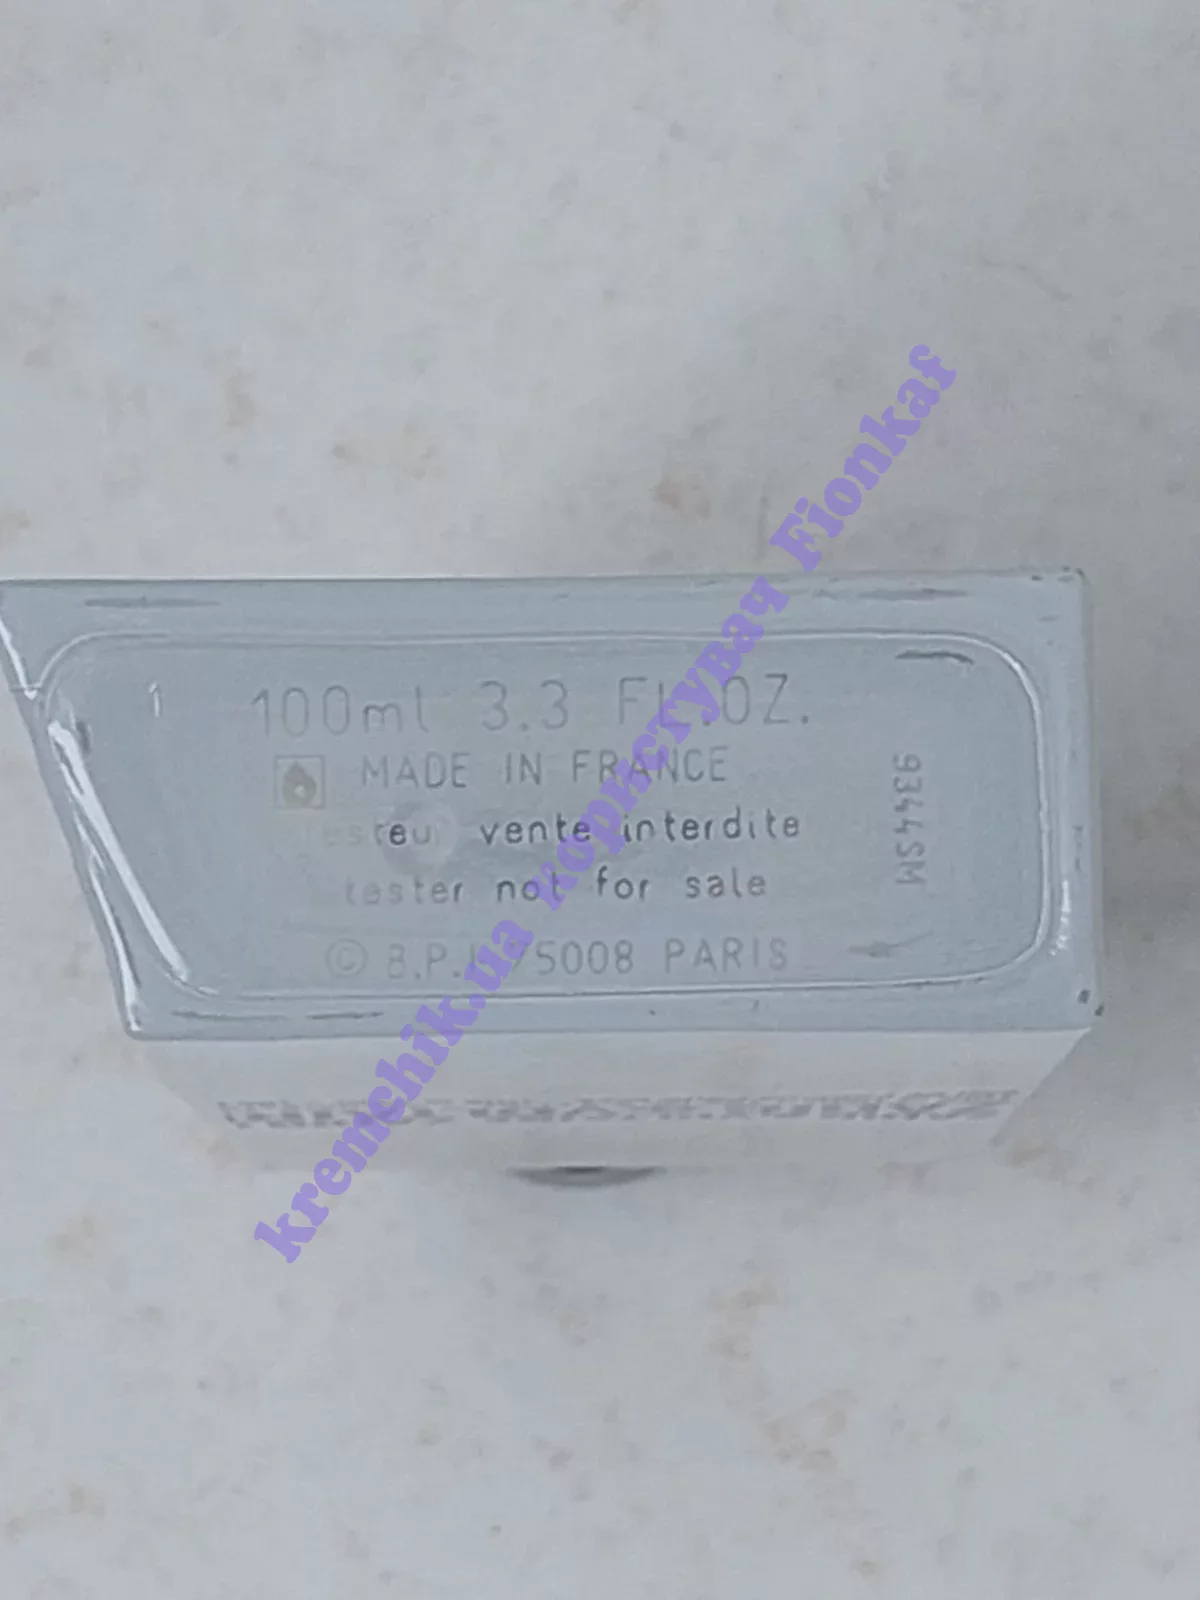 1
100ml 3.3 FL.OZ.
MADE IN FRANCE
testeur vente interdite
tester not for sale
© B.P.I. 75008 PARIS
9344SM
kremchik.ua користувач Fionkaf